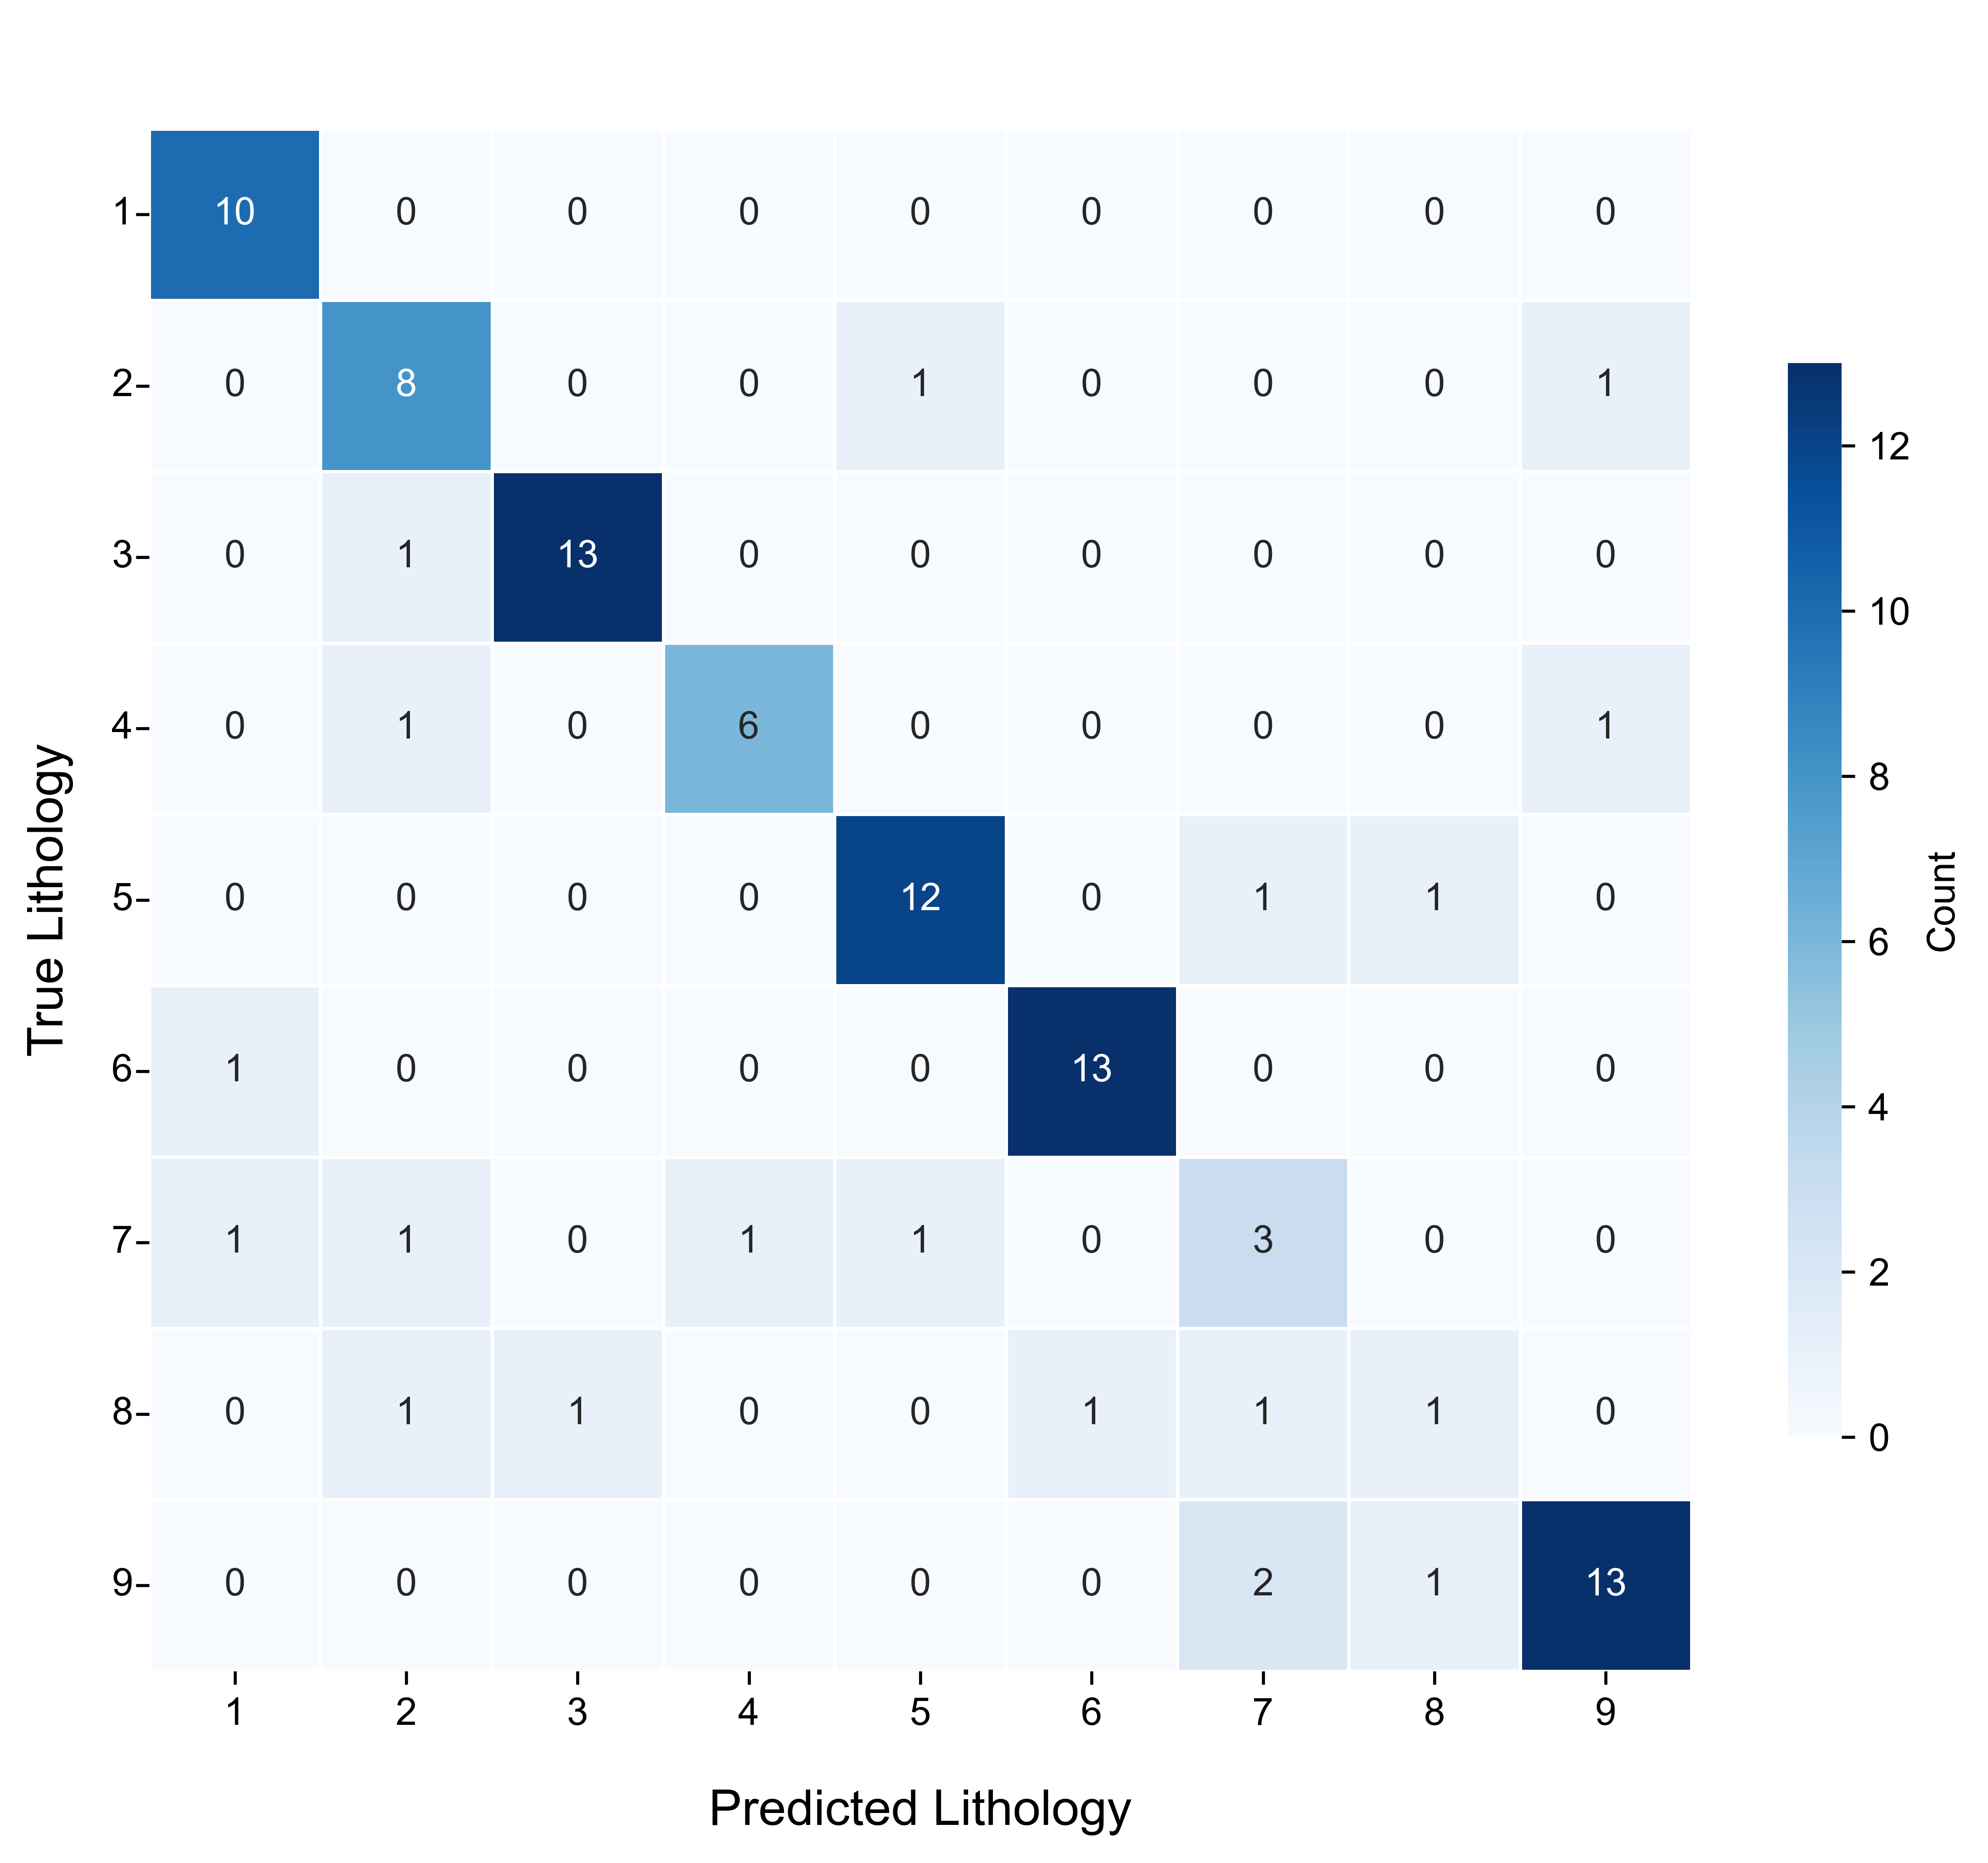 1 10 0 0 0 0 0 0 0 0
2 0 8 0 0 1 0 0 0 1
3 0 1 13 0 0 0 0 0 0
4 0 1 0 6 0 0 0 0 1
5 0 0 0 0 12 0 1 1 0
6 1 0 0 0 0 13 0 0 0
7 1 1 0 1 1 0 3 0 0
8 0 1 1 0 0 1 1 1 0
9 0 0 0 0 0 0 2 1 13
1 2 3 4 5 6 7 8 9
Predicted Lithology
True Lithology
12
10
8
6
4
2
0
Count